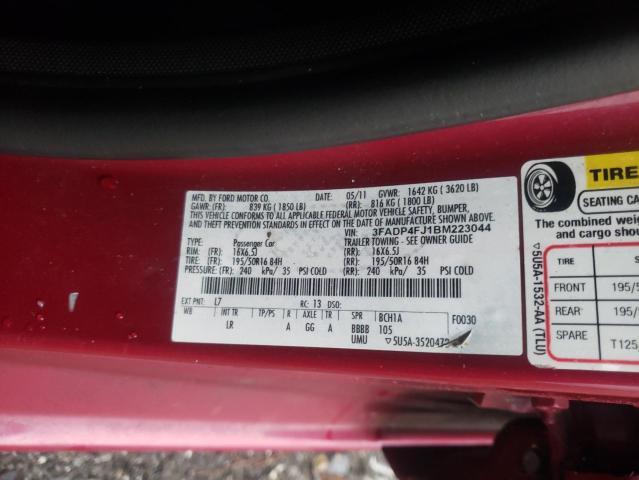 MFD. BY FORD MOTOR CO.
DATE: 05/11 GVWR: 1642 KG ( 3620 LB)
GAWR: (FR) 839 KG ( 1850 LB) (RR): 816 KG ( 1800 LB)
THIS VEHICLE CONFORMS TO ALL APPLICABLE FEDERAL MOTOR VEHICLE SAFETY, BUMPER,
AND THEFT PREVENTION STANDARDS IN EFFECT ON THE DATE OF MANUFACTURE SHOWN ABOVE.
VIN: 3FADP4FJ1BM223044
TYPE: Passenger Car TRAILER TOWING - SEE OWNER GUIDE
RIM: (FR) 16X6.5J (RR): 16X6.5J
TIRE: (FR) 195/50R16 84H (RR): 195/50R16 84H
PRESSURE: (FR) 240 kPa/ 35 PSI COLD (RR): 240 kPa/ 35 PSI COLD
EXT PNT: L7 RC: 13 DSO:
WB INT TR TP/PS R AXLE TR SPR BCH1A F0030
LR A GG A BBBB 105
UMU ▽5U5A-3520472
TIRE
SEATING CA
The combined weig
and cargo shou
TIRE S
FRONT 195/5
REAR 195/
SPARE T125
▽5U5A-1532-AA (TLU)